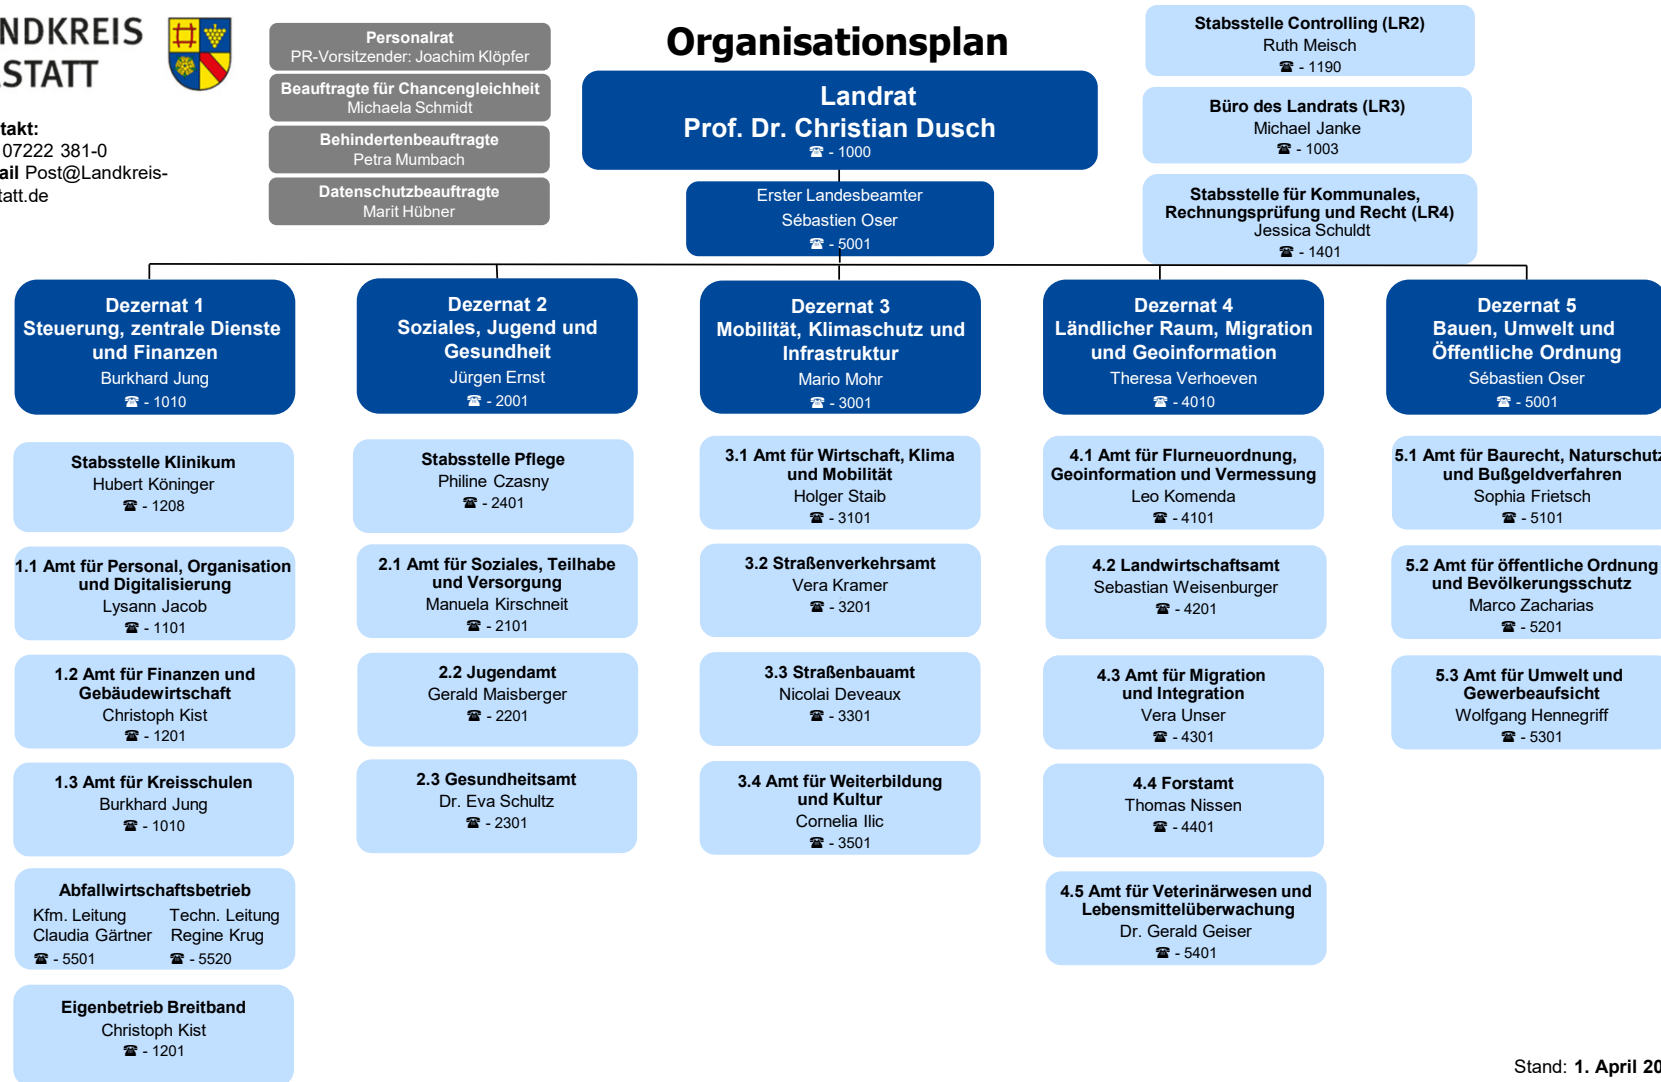 NDKREIS
STATT
takt:
07222 381-0
ail Post@Landkreis-
tatt.de
Personalrat
PR-Vorsitzender: Joachim Klöpfer
Beauftragte für Chancengleichheit
Michaela Schmidt
Behindertenbeauftragte
Petra Mumbach
Datenschutzbeauftragte
Marit Hübner
Organisationsplan
Landrat
Prof. Dr. Christian Dusch
☎ - 1000
Erster Landesbeamter
Sébastien Oser
☎ - 5001
Stabsstelle Controlling (LR2)
Ruth Meisch
☎ - 1190
Büro des Landrats (LR3)
Michael Janke
☎ - 1003
Stabsstelle für Kommunales,
Rechnungsprüfung und Recht (LR4)
Jessica Schuldt
☎ - 1401
Dezernat 1
Steuerung, zentrale Dienste
und Finanzen
Burkhard Jung
☎ - 1010
Stabsstelle Klinikum
Hubert Köninger
☎ - 1208
1.1 Amt für Personal, Organisation
und Digitalisierung
Lysann Jacob
☎ - 1101
1.2 Amt für Finanzen und
Gebäudewirtschaft
Christoph Kist
☎ - 1201
1.3 Amt für Kreisschulen
Burkhard Jung
☎ - 1010
Abfallwirtschaftsbetrieb
Kfm. Leitung Techn. Leitung
Claudia Gärtner Regine Krug
☎ - 5501 ☎ - 5520
Eigenbetrieb Breitband
Christoph Kist
☎ - 1201
Dezernat 2
Soziales, Jugend und
Gesundheit
Jürgen Ernst
☎ - 2001
Stabsstelle Pflege
Philine Czasny
☎ - 2401
2.1 Amt für Soziales, Teilhabe
und Versorgung
Manuela Kirschneit
☎ - 2101
2.2 Jugendamt
Gerald Maisberger
☎ - 2201
2.3 Gesundheitsamt
Dr. Eva Schultz
☎ - 2301
Dezernat 3
Mobilität, Klimaschutz und
Infrastruktur
Mario Mohr
☎ - 3001
3.1 Amt für Wirtschaft, Klima
und Mobilität
Holger Staib
☎ - 3101
3.2 Straßenverkehrsamt
Vera Kramer
☎ - 3201
3.3 Straßenbauamt
Nicolai Deveaux
☎ - 3301
3.4 Amt für Weiterbildung
und Kultur
Cornelia Ilic
☎ - 3501
Dezernat 4
Ländlicher Raum, Migration
und Geoinformation
Theresa Verhoeven
☎ - 4010
4.1 Amt für Flurneuordnung,
Geoinformation und Vermessung
Leo Komenda
☎ - 4101
4.2 Landwirtschaftsamt
Sebastian Weisenburger
☎ - 4201
4.3 Amt für Migration
und Integration
Vera Unser
☎ - 4301
4.4 Forstamt
Thomas Nissen
☎ - 4401
4.5 Amt für Veterinärwesen und
Lebensmittelüberwachung
Dr. Gerald Geiser
☎ - 5401
Dezernat 5
Bauen, Umwelt und
Öffentliche Ordnung
Sébastien Oser
☎ - 5001
5.1 Amt für Baurecht, Naturschutz
und Bußgeldverfahren
Sophia Frietsch
☎ - 5101
5.2 Amt für öffentliche Ordnung
und Bevölkerungsschutz
Marco Zacharias
☎ - 5201
5.3 Amt für Umwelt und
Gewerbeaufsicht
Wolfgang Hennegriff
☎ - 5301
Stand: 1. April 20